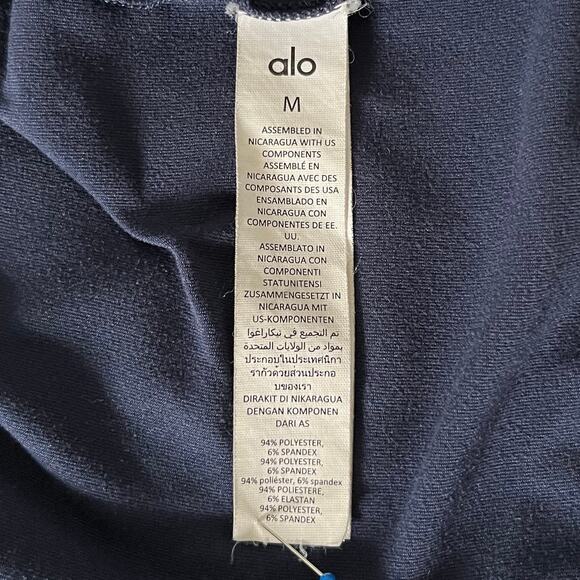 alo
M
ASSEMBLED IN
NICARAGUA WITH US
COMPONENTS
ASSEMBLÉ EN
NICARAGUA AVEC DES
COMPOSANTS DES USA
ENSAMBLADO EN
NICARAGUA CON
COMPONENTES DE EE.
UU.
ASSEMBLATO IN
NICARAGUA CON
COMPONENTI
STATUNITENSI
ZUSAMMENGESETZT IN
NICARAGUA MIT
US-KOMPONENTEN
تم التجميع في نيكاراغوا
بمواد من الولايات المتحدة
ประกอบในประเทศนิกา
รากัวด้วยส่วนประกอ
บของเรา
DIRAKIT DI NIKARAGUA
DENGAN KOMPONEN
DARI AS
94% POLYESTER,
6% SPANDEX
94% POLYESTER,
6% SPANDEX
94% poliéster, 6% spandex
94% POLIESTERE,
6% ELASTAN
94% POLYESTER,
6% SPANDEX